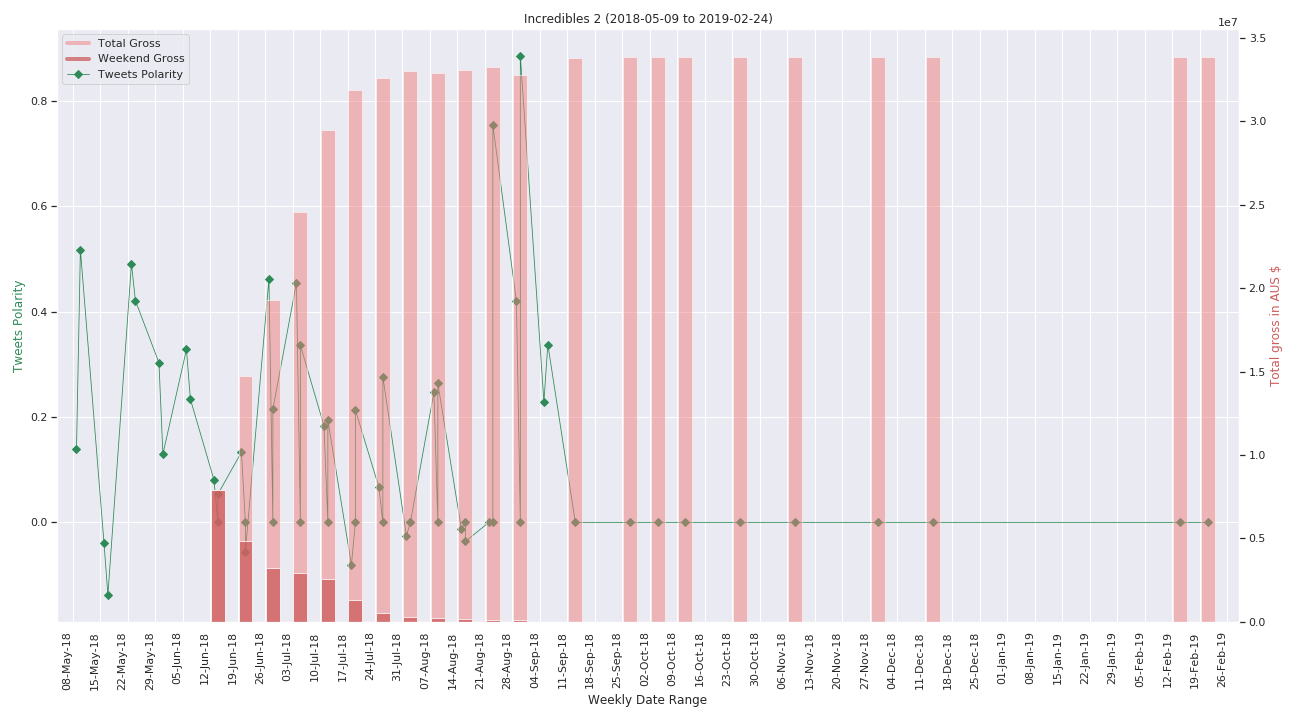 Incredibles 2 (2018-05-09 to 2019-02-24)
1e7
Total Gross
Weekend Gross
Tweets Polarity
0.8
0.6
0.4
0.2
0.0
Tweets Polarity
3.5
3.0
2.5
2.0
1.5
1.0
0.5
0.0
Total gross in AUS $
08-May-18
15-May-18
22-May-18
29-May-18
05-Jun-18
12-Jun-18
19-Jun-18
26-Jun-18
03-Jul-18
10-Jul-18
17-Jul-18
24-Jul-18
31-Jul-18
07-Aug-18
14-Aug-18
21-Aug-18
28-Aug-18
04-Sep-18
11-Sep-18
18-Sep-18
25-Sep-18
02-Oct-18
09-Oct-18
16-Oct-18
23-Oct-18
30-Oct-18
06-Nov-18
13-Nov-18
20-Nov-18
27-Nov-18
04-Dec-18
11-Dec-18
18-Dec-18
25-Dec-18
01-Jan-19
08-Jan-19
15-Jan-19
22-Jan-19
29-Jan-19
05-Feb-19
12-Feb-19
19-Feb-19
26-Feb-19
Weekly Date Range